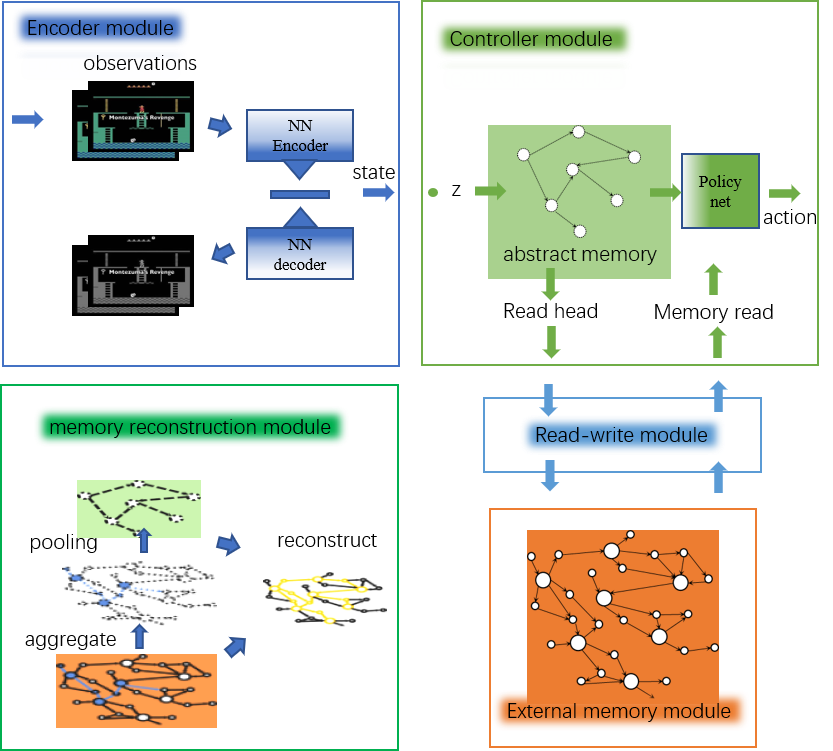 Encoder module
observations
Montezuma's Revenge
NN
Encoder
state
NN
decoder
Montezuma's Revenge
Controller module
z
Policy
net
action
abstract memory
Read head
Memory read
memory reconstruction module
pooling
reconstruct
aggregate
Read-write module
External memory module